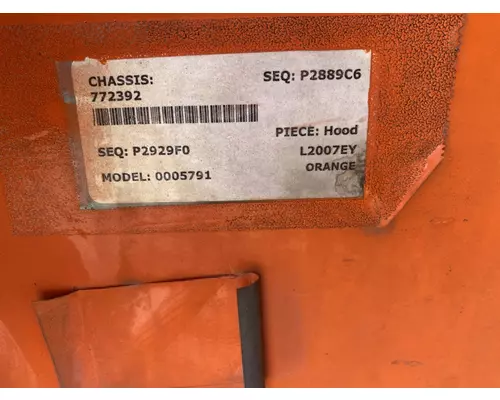 CHASSIS: SEQ: P2889C6
772392
PIECE: Hood
SEQ: P2929F0 L2007EY
MODEL: 0005791 ORANGE